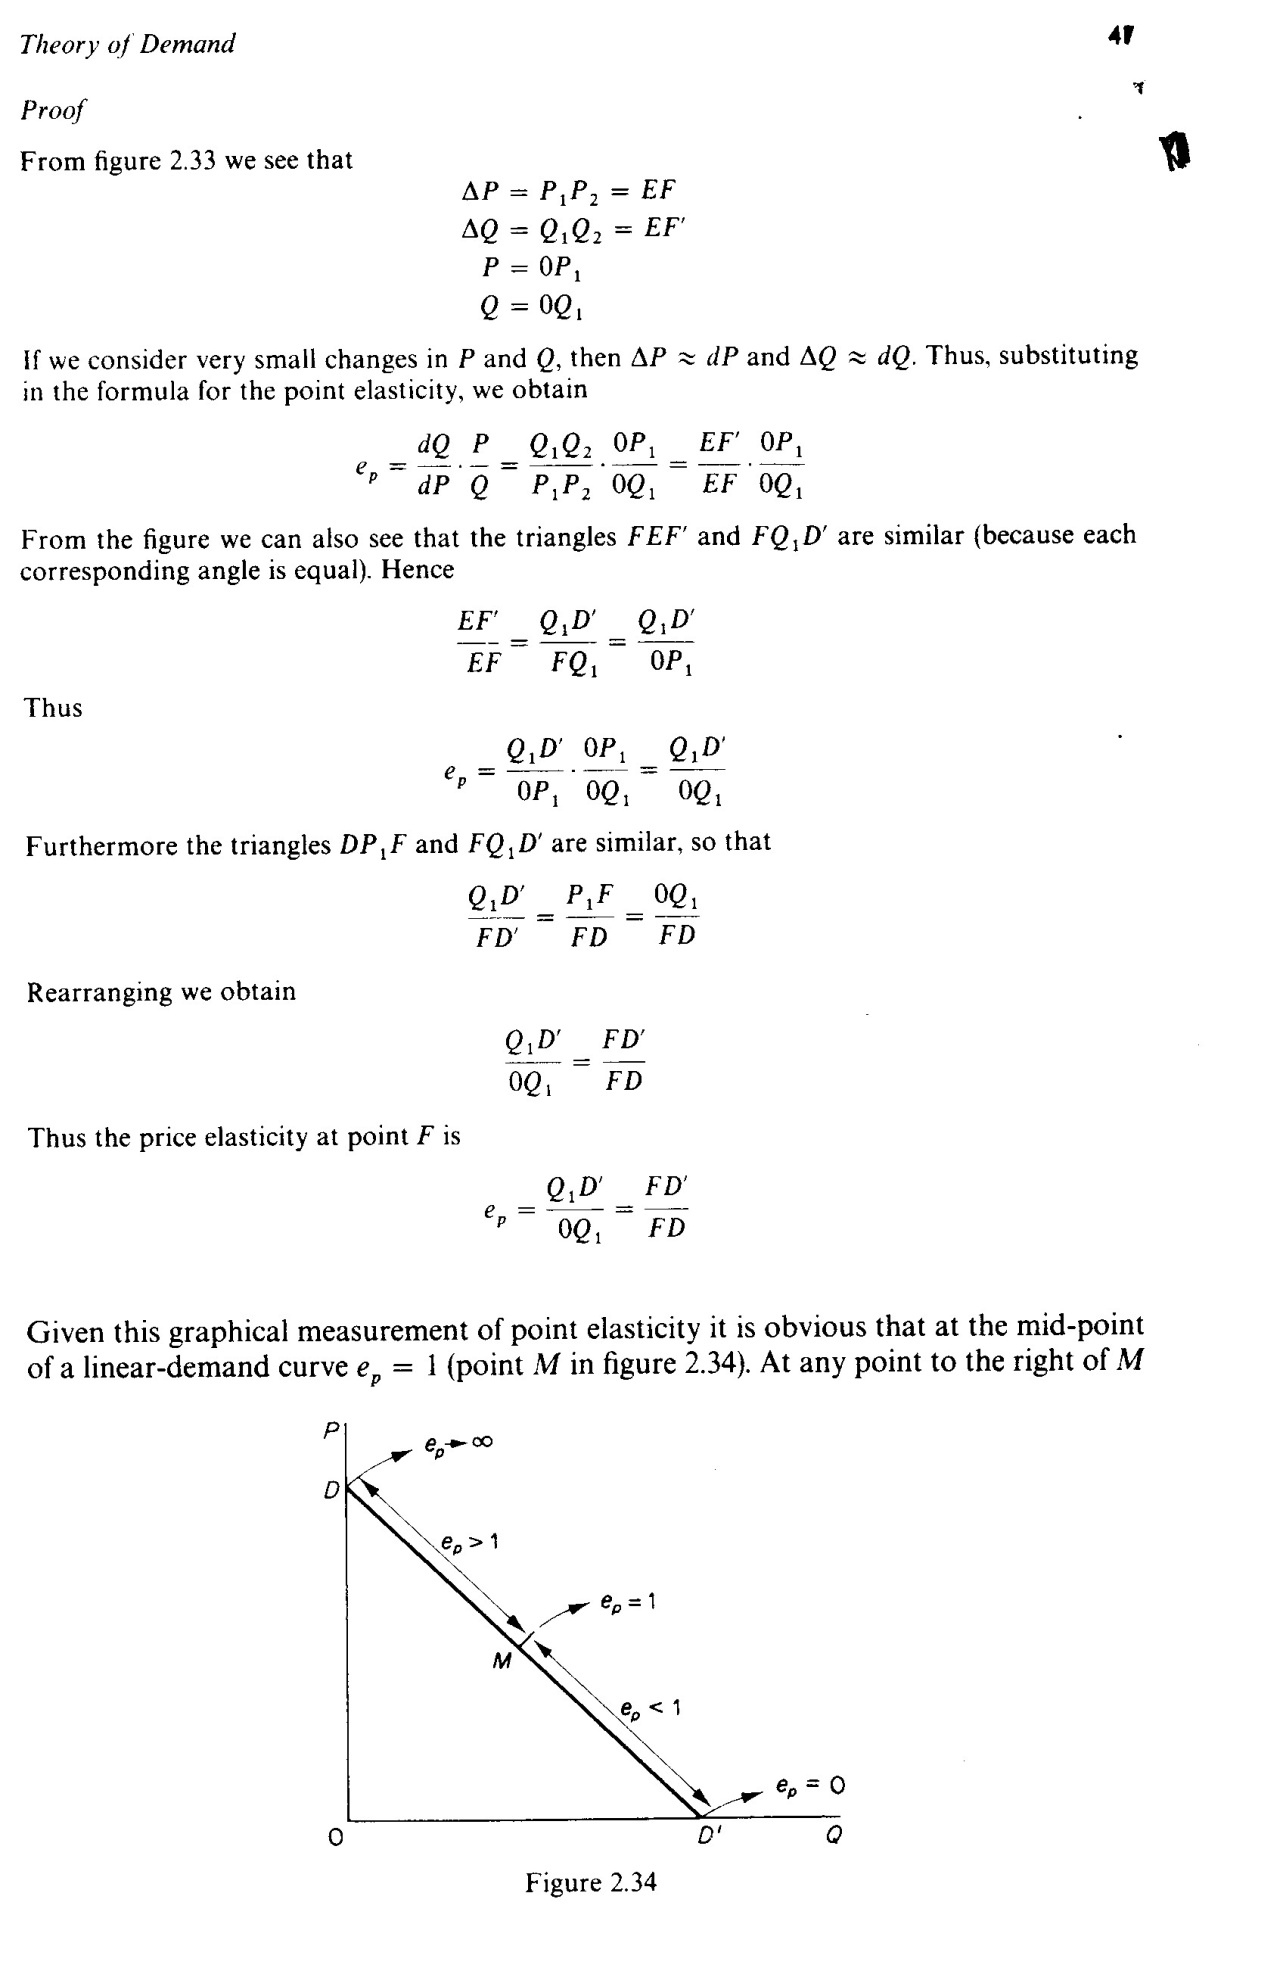 Theory of Demand 47
Proof
From figure 2.33 we see that
ΔP = P₁P₂ = EF
ΔQ = Q₁Q₂ = EF′
P = 0P₁
Q = 0Q₁
If we consider very small changes in P and Q, then ΔP ≈ dP and ΔQ ≈ dQ. Thus, substituting
in the formula for the point elasticity, we obtain
eₚ = dQ/dP · P/Q = Q₁Q₂/P₁P₂ · 0P₁/0Q₁ = EF′/EF · 0P₁/0Q₁
From the figure we can also see that the triangles FEF′ and FQ₁D′ are similar (because each
corresponding angle is equal). Hence
EF′/EF = Q₁D′/FQ₁ = Q₁D′/0P₁
Thus
eₚ = Q₁D′/0P₁ · 0P₁/0Q₁ = Q₁D′/0Q₁
Furthermore the triangles DP₁F and FQ₁D′ are similar, so that
Q₁D′/FD′ = P₁F/FD = 0Q₁/FD
Rearranging we obtain
Q₁D′/0Q₁ = FD′/FD
Thus the price elasticity at point F is
eₚ = Q₁D′/0Q₁ = FD′/FD
Given this graphical measurement of point elasticity it is obvious that at the mid-point
of a linear-demand curve eₚ = 1 (point M in figure 2.34). At any point to the right of M
P
eₚ→∞
D
eₚ > 1
eₚ = 1
M
eₚ < 1
eₚ = 0
0 D′ Q
Figure 2.34